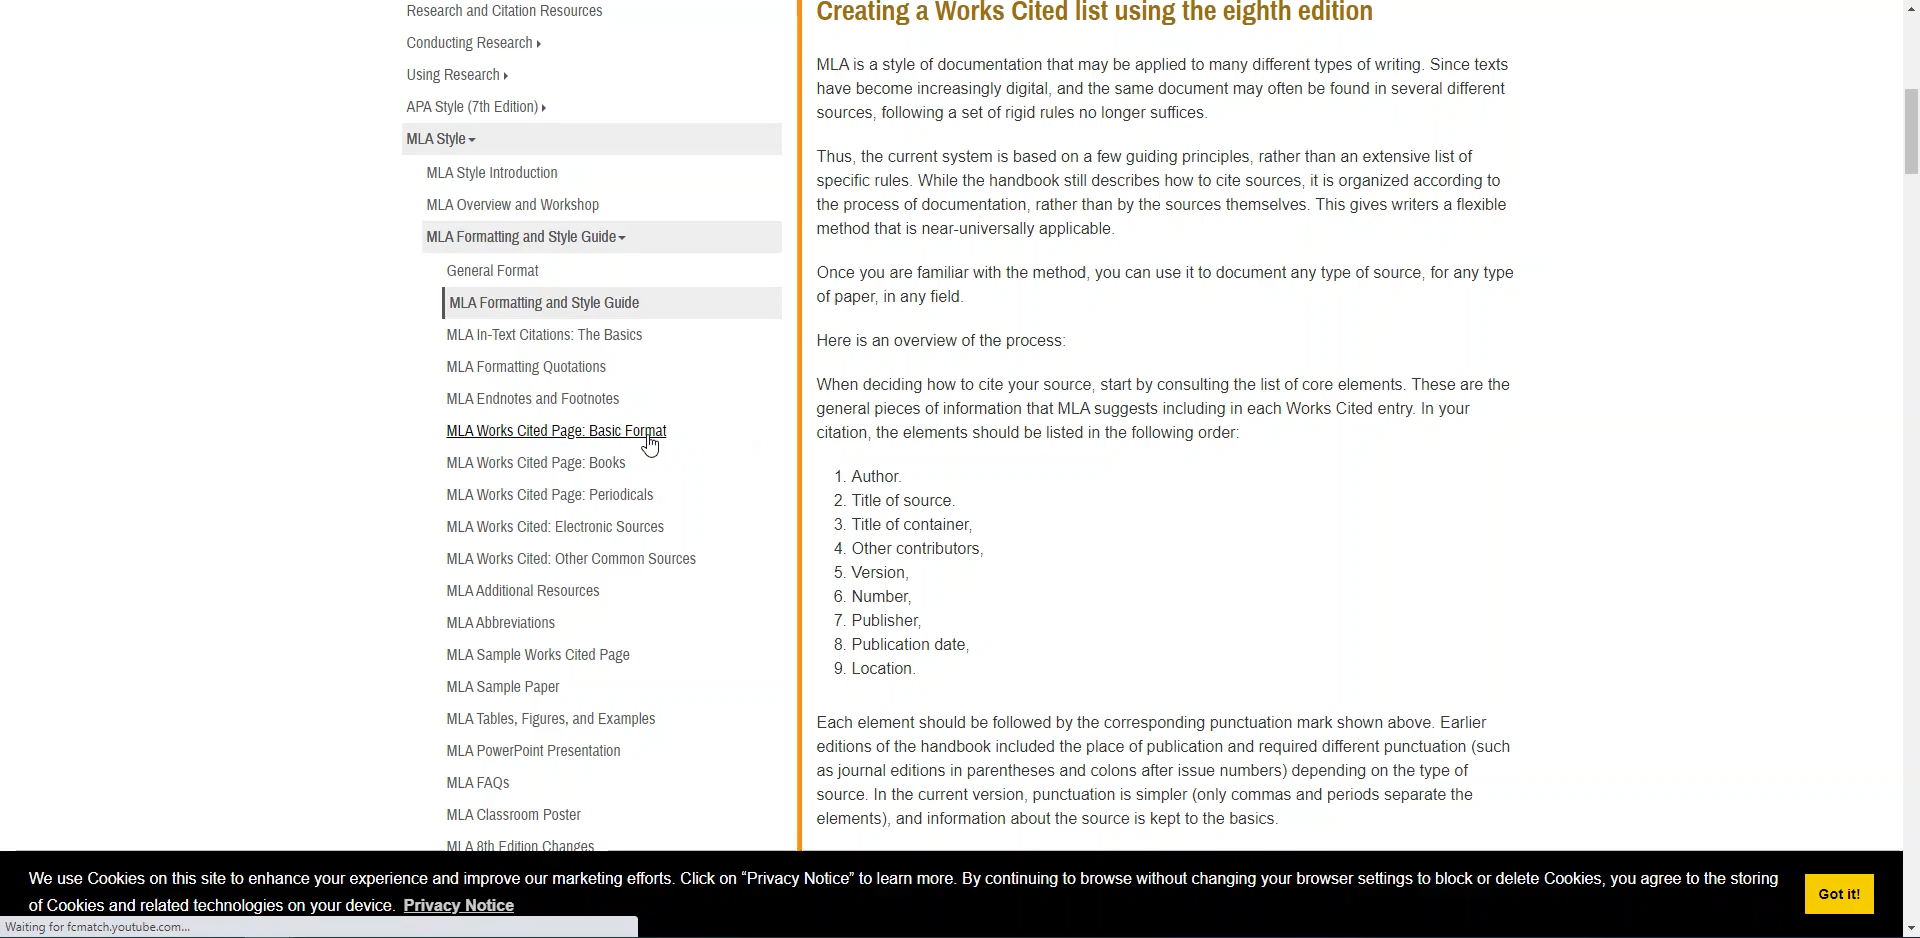 Research and Citation Resources
Conducting Research
Using Research
APA Style (7th Edition)
MLA Style
MLA Style Introduction
MLA Overview and Workshop
MLA Formatting and Style Guide
General Format
MLA Formatting and Style Guide
MLA In-Text Citations: The Basics
MLA Formatting Quotations
MLA Endnotes and Footnotes
MLA Works Cited Page: Basic Format
MLA Works Cited Page: Books
MLA Works Cited Page: Periodicals
MLA Works Cited: Electronic Sources
MLA Works Cited: Other Common Sources
MLA Additional Resources
MLA Abbreviations
MLA Sample Works Cited Page
MLA Sample Paper
MLA Tables, Figures, and Examples
MLA PowerPoint Presentation
MLA FAQs
MLA Classroom Poster
MLA 8th Edition Changes
Creating a Works Cited list using the eighth edition
MLA is a style of documentation that may be applied to many different types of writing. Since texts
have become increasingly digital, and the same document may often be found in several different
sources, following a set of rigid rules no longer suffices.
Thus, the current system is based on a few guiding principles, rather than an extensive list of
specific rules. While the handbook still describes how to cite sources, it is organized according to
the process of documentation, rather than by the sources themselves. This gives writers a flexible
method that is near-universally applicable.
Once you are familiar with the method, you can use it to document any type of source, for any type
of paper, in any field.
Here is an overview of the process:
When deciding how to cite your source, start by consulting the list of core elements. These are the
general pieces of information that MLA suggests including in each Works Cited entry. In your
citation, the elements should be listed in the following order:
1. Author.
2. Title of source.
3. Title of container,
4. Other contributors,
5. Version,
6. Number,
7. Publisher,
8. Publication date,
9. Location.
Each element should be followed by the corresponding punctuation mark shown above. Earlier
editions of the handbook included the place of publication and required different punctuation (such
as journal editions in parentheses and colons after issue numbers) depending on the type of
source. In the current version, punctuation is simpler (only commas and periods separate the
elements), and information about the source is kept to the basics.
We use Cookies on this site to enhance your experience and improve our marketing efforts. Click on “Privacy Notice” to learn more. By continuing to browse without changing your browser settings to block or delete Cookies, you agree to the storing
of Cookies and related technologies on your device. Privacy Notice
Got it!
Waiting for fcmatch.youtube.com...